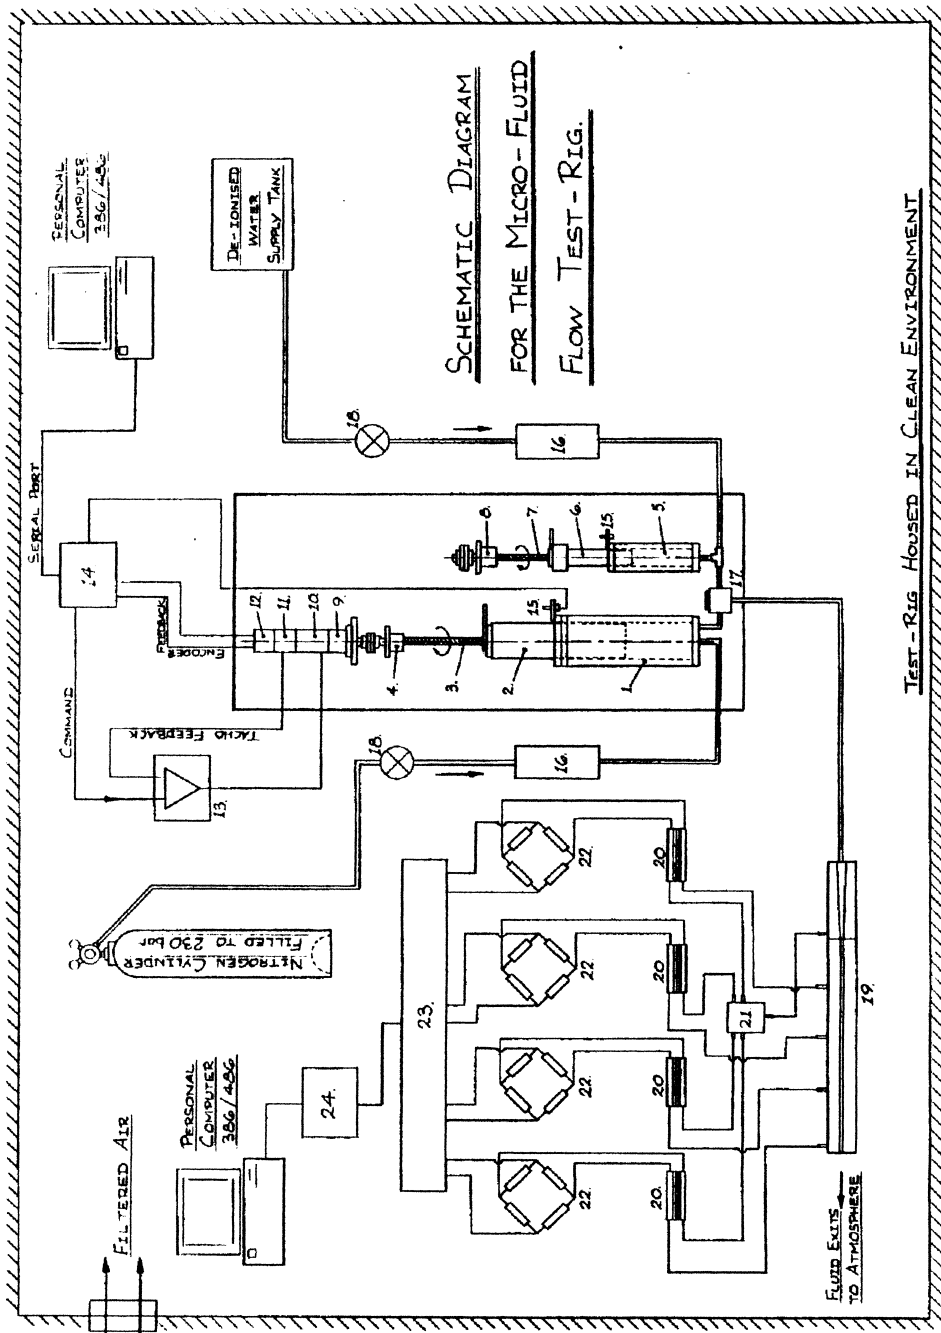 FILTERED AIR
PERSONAL
COMPUTER
386/486
24.
23.
22.
22.
22.
22.
20.
20
20
20
21
19.
FLUID EXITS
TO ATMOSPHERE
NITROGEN CYLINDER
FILLED TO 230 bar
COMMAND
TACHO FEEDBACK
13.
18.
16.
SERIAL PORT
14
ENCODER
FEEDBACK
12.
11.
10.
9.
4.
3.
2.
1.
15.
8.
7.
6.
5.
15.
17.
18.
16.
PERSONAL
COMPUTER
386/486
DE-IONISED
WATER
SUPPLY TANK
SCHEMATIC DIAGRAM
FOR THE MICRO-FLUID
FLOW TEST-RIG.
TEST-RIG HOUSED IN CLEAN ENVIRONMENT